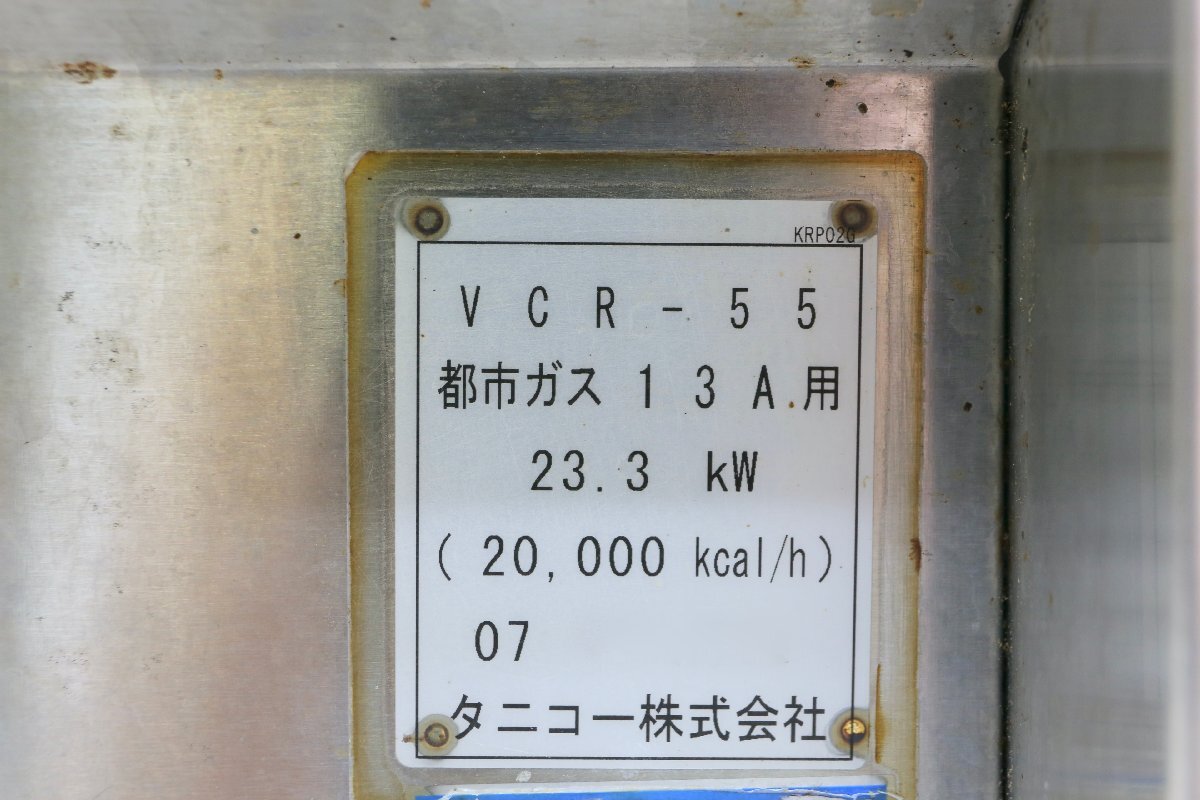 KRP02G
VCR-55
都市ガス13A用
23.3 kW
(20,000 kcal/h)
07
タニコー株式会社